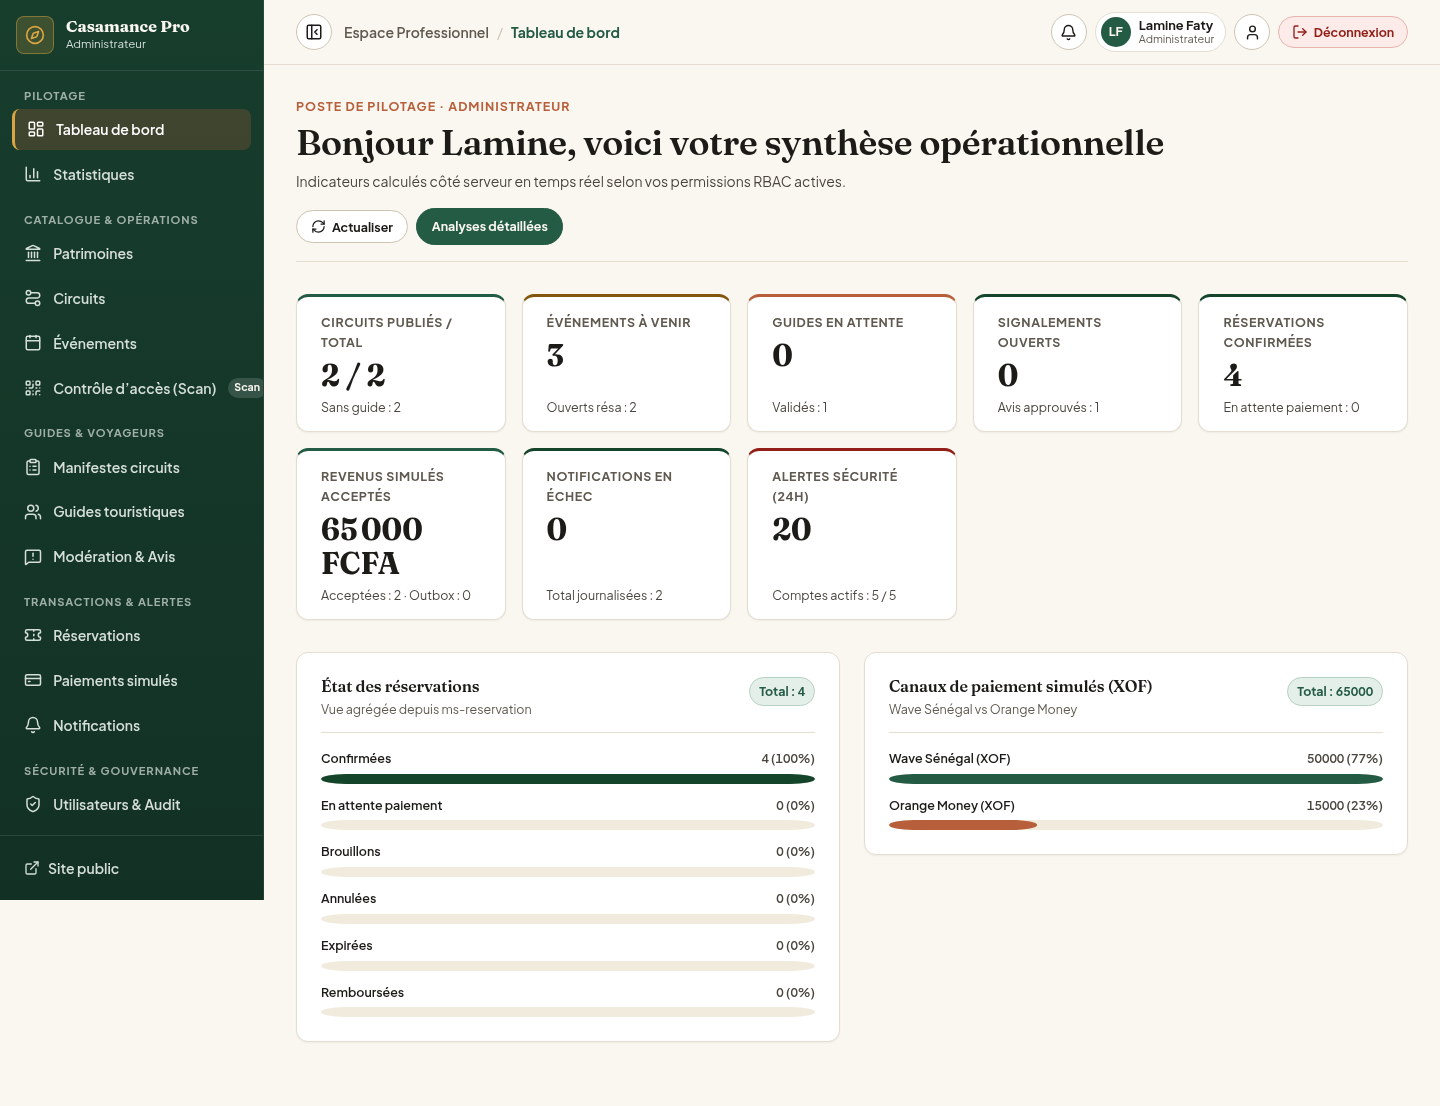 Casamance Pro
Administrateur
PILOTAGE
Tableau de bord
Statistiques
CATALOGUE & OPÉRATIONS
Patrimoines
Circuits
Événements
Contrôle d’accès (Scan) Scan
GUIDES & VOYAGEURS
Manifestes circuits
Guides touristiques
Modération & Avis
TRANSACTIONS & ALERTES
Réservations
Paiements simulés
Notifications
SÉCURITÉ & GOUVERNANCE
Utilisateurs & Audit
Site public
Espace Professionnel / Tableau de bord
LF
Lamine Faty
Administrateur
Déconnexion
POSTE DE PILOTAGE · ADMINISTRATEUR
Bonjour Lamine, voici votre synthèse opérationnelle
Indicateurs calculés côté serveur en temps réel selon vos permissions RBAC actives.
Actualiser
Analyses détaillées
CIRCUITS PUBLIÉS /
TOTAL
2 / 2
Sans guide : 2
ÉVÉNEMENTS À VENIR
3
Ouverts résa : 2
GUIDES EN ATTENTE
0
Validés : 1
SIGNALEMENTS
OUVERTS
0
Avis approuvés : 1
RÉSERVATIONS
CONFIRMÉES
4
En attente paiement : 0
REVENUS SIMULÉS
ACCEPTÉS
65 000
FCFA
Acceptées : 2 · Outbox : 0
NOTIFICATIONS EN
ÉCHEC
0
Total journalisées : 2
ALERTES SÉCURITÉ
(24H)
20
Comptes actifs : 5 / 5
État des réservations
Total : 4
Vue agrégée depuis ms-reservation
Confirmées 4 (100%)
En attente paiement 0 (0%)
Brouillons 0 (0%)
Annulées 0 (0%)
Expirées 0 (0%)
Remboursées 0 (0%)
Canaux de paiement simulés (XOF)
Total : 65000
Wave Sénégal vs Orange Money
Wave Sénégal (XOF) 50000 (77%)
Orange Money (XOF) 15000 (23%)